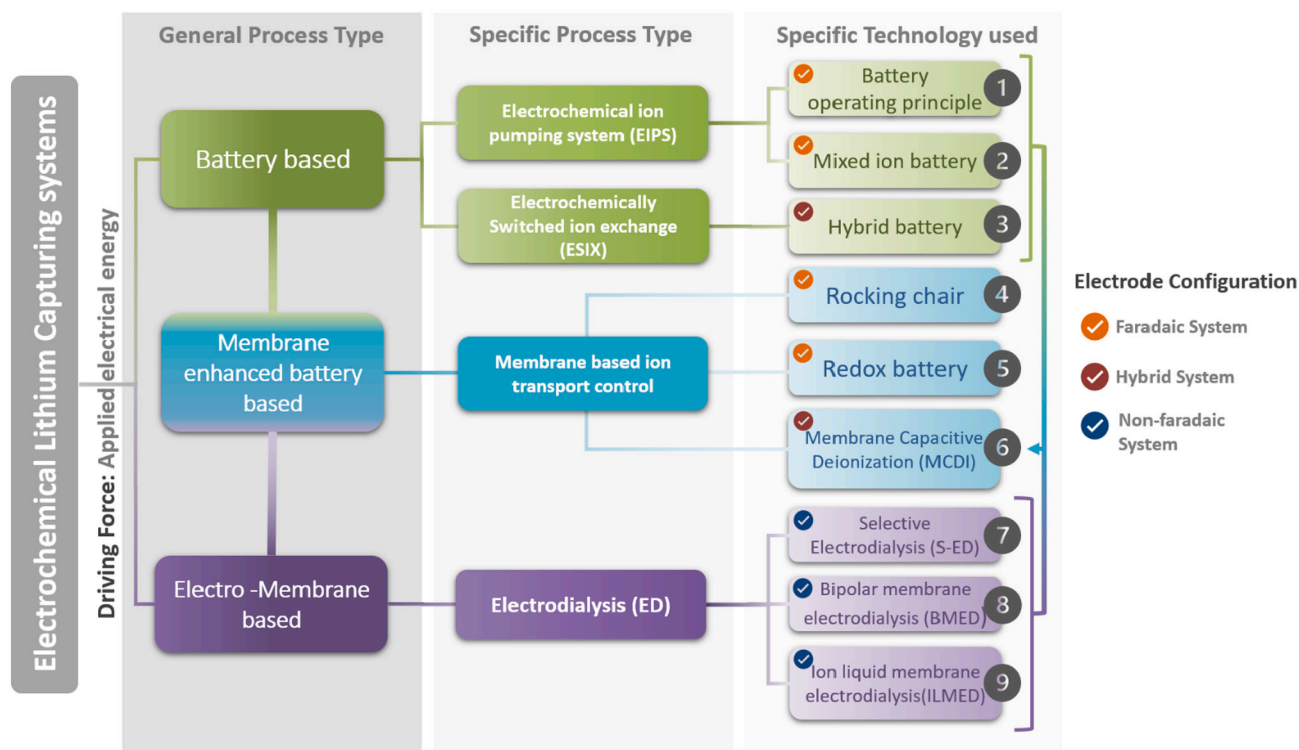 Electrochemical Lithium Capturing systems
Driving Force: Applied electrical energy
General Process Type
Specific Process Type
Specific Technology used
Battery based
Electrochemical ion
pumping system (EIPS)
Electrochemically
Switched ion exchange
(ESIX)
Battery
operating principle
1
Mixed ion battery
2
Hybrid battery
3
Membrane
enhanced battery
based
Membrane based ion
transport control
Rocking chair
4
Redox battery
5
Membrane Capacitive
Deionization (MCDI)
6
Electro -Membrane
based
Electrodialysis (ED)
Selective
Electrodialysis (S-ED)
7
Bipolar membrane
electrodialysis (BMED)
8
Ion liquid membrane
electrodialysis(ILMED)
9
Electrode Configuration
Faradaic System
Hybrid System
Non-faradaic
System